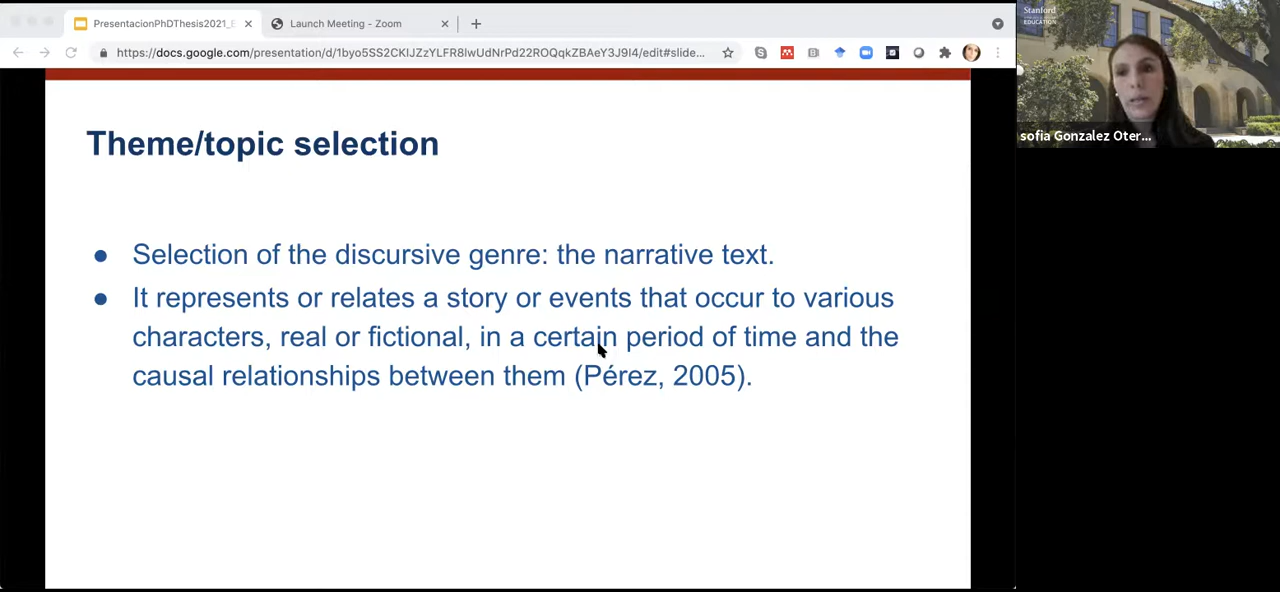 PresentacionPhDThesis2021_E
Launch Meeting - Zoom
https://docs.google.com/presentation/d/1byo5SS2CKIJZzYLFR8lwUdNrPd22ROQqkZBAeY3J9I4/edit#slide...
Stanford
EDUCATION
sofia Gonzalez Oter...
Theme/topic selection
● Selection of the discursive genre: the narrative text.
● It represents or relates a story or events that occur to various
characters, real or fictional, in a certain period of time and the
causal relationships between them (Pérez, 2005).